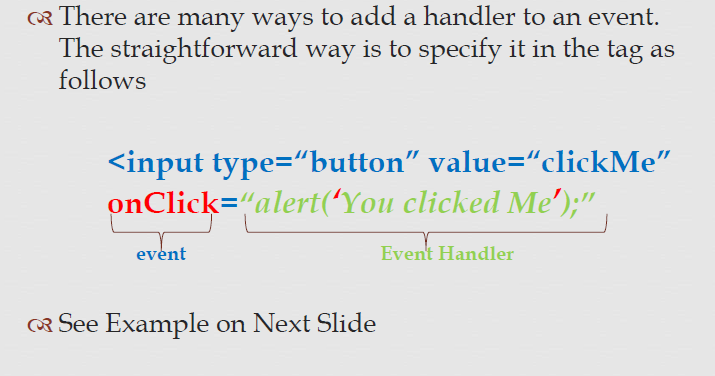 There are many ways to add a handler to an event.
The straightforward way is to specify it in the tag as
follows
<input type=“button” value=“clickMe”
onClick=“alert(‘You clicked Me’);”
event Event Handler
See Example on Next Slide